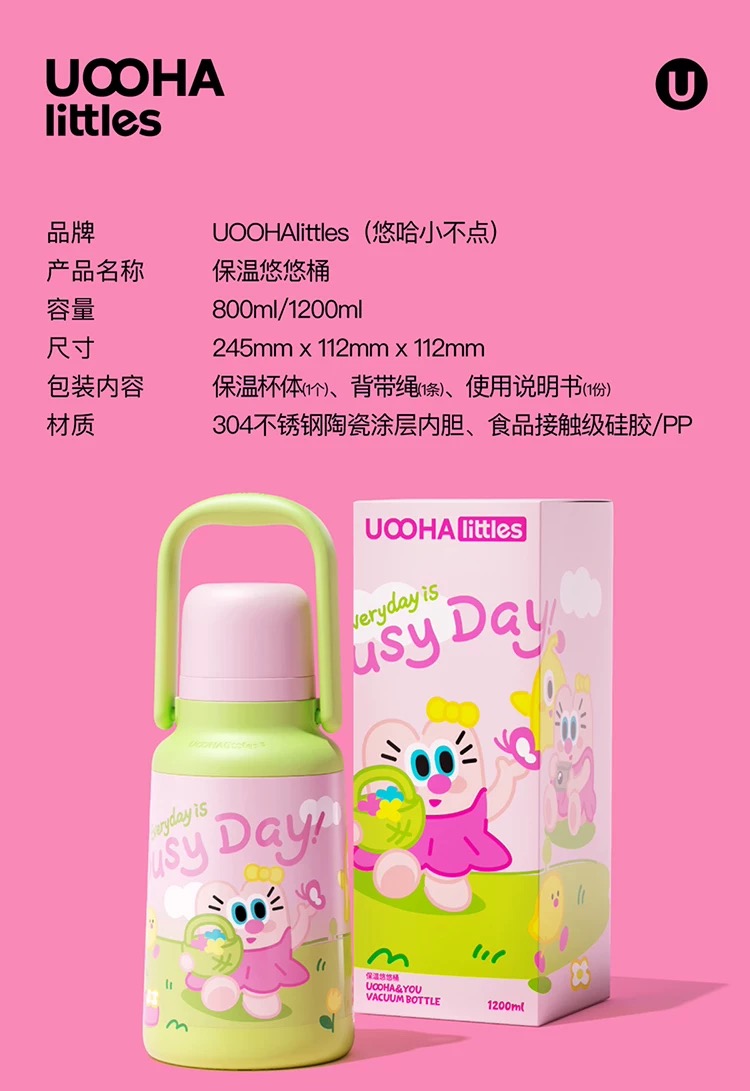 UOOHA
littles
U
品牌 UOOHAlittles（悠哈小不点）
产品名称 保温悠悠桶
容量 800ml/1200ml
尺寸 245mm x 112mm x 112mm
包装内容 保温杯体(1个)、背带绳(1条)、使用说明书(1份)
材质 304不锈钢陶瓷涂层内胆、食品接触级硅胶/PP
UOOHA littles
veryday is
usy Day!
UOOHAlittles
veryday is
usy Day!
保温悠悠桶
UOOHA&YOU
VACUUM BOTTLE
1200ml